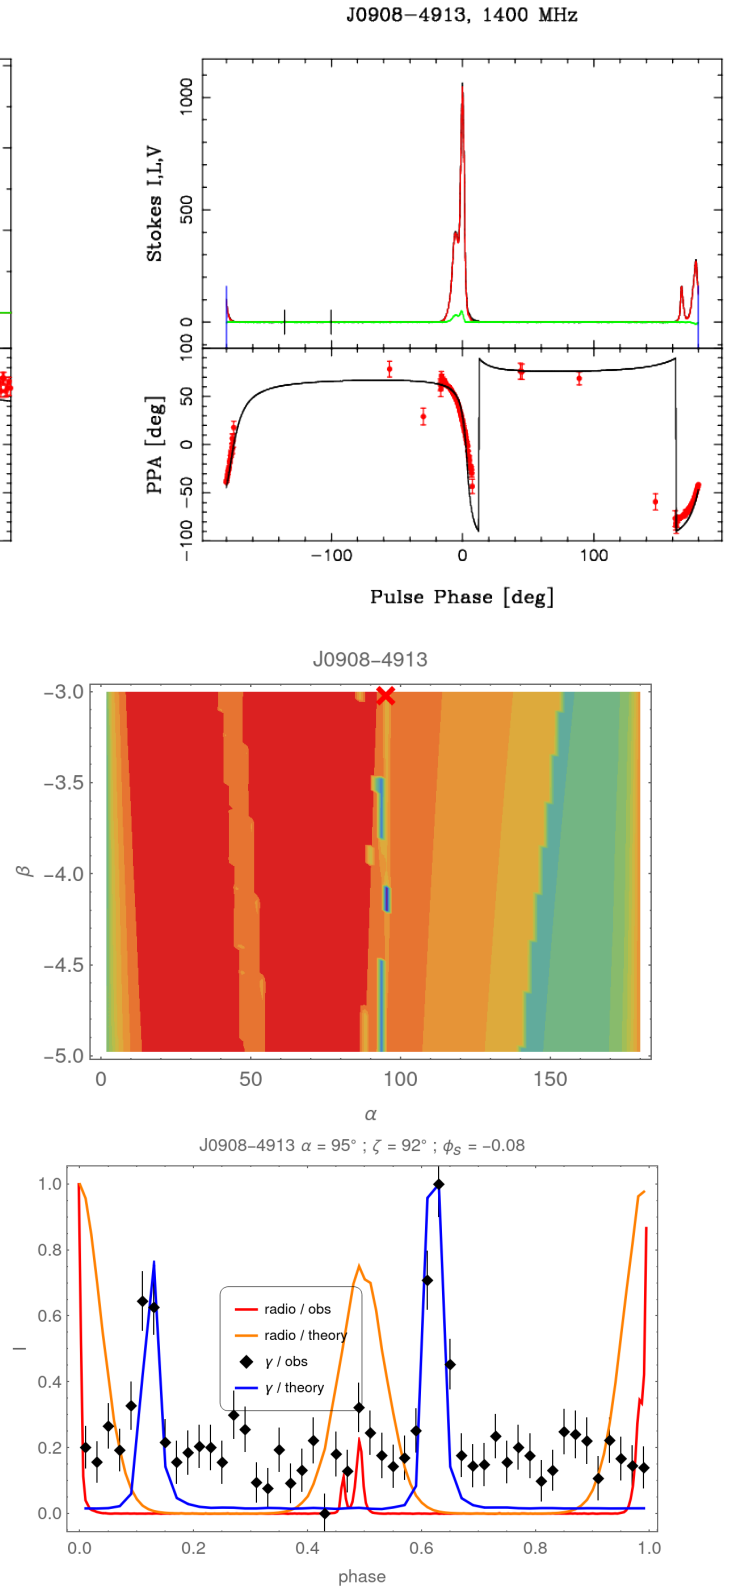 J0908−4913, 1400 MHz
Stokes I,L,V
1000
500
0
100
100
50
0
−50
−100
PPA [deg]
−100 0 100
Pulse Phase [deg]
J0908−4913
−3.0
−3.5
−4.0
−4.5
−5.0
β
0 50 100 150
α
J0908−4913 α = 95° ; ζ = 92° ; ϕs = −0.08
1.0
0.8
0.6
0.4
0.2
0.0
I
radio / obs
radio / theory
γ / obs
γ / theory
0.0 0.2 0.4 0.6 0.8 1.0
phase